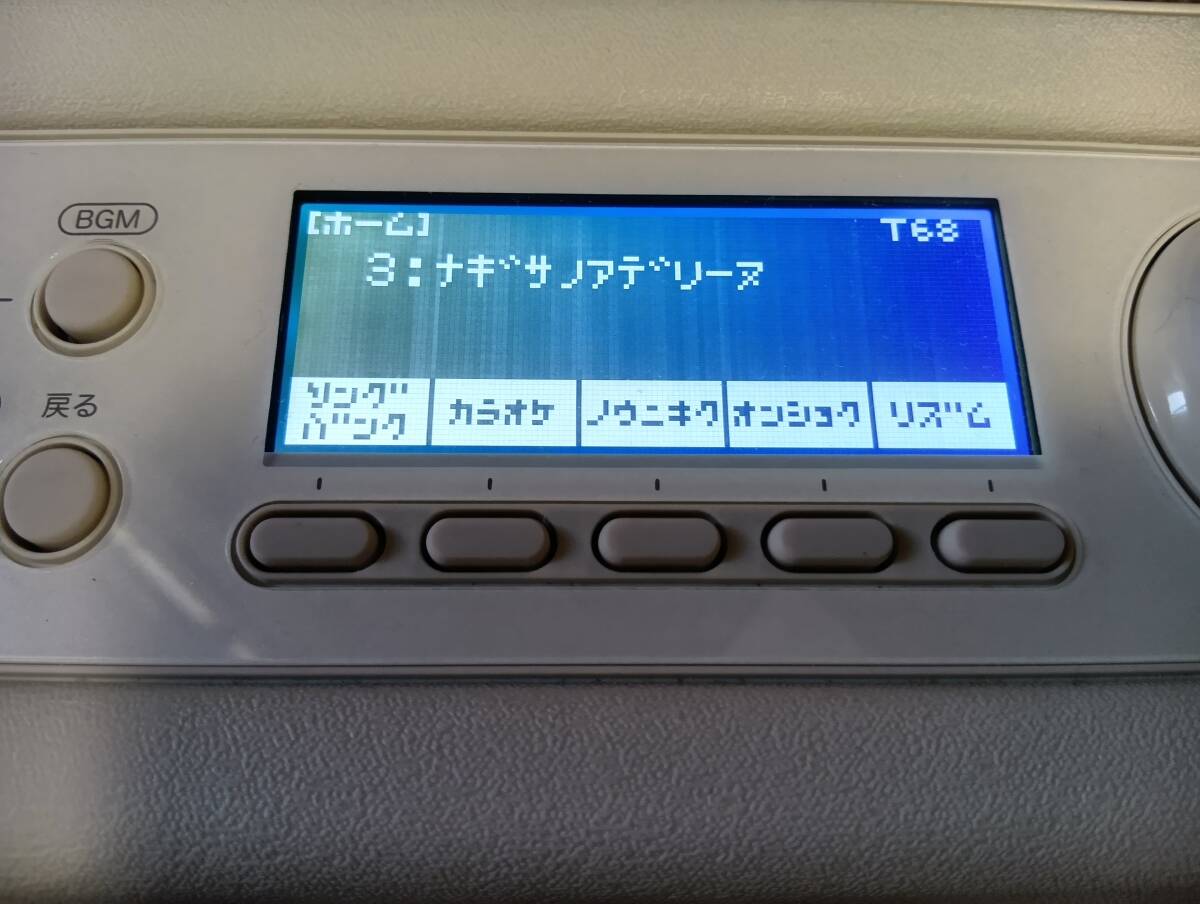 BGM
戻る
[ホーム] T68
3:ナギサノアデリーヌ
ソング
バンク
カラオケ
ノウニキク
オンショク
リズム